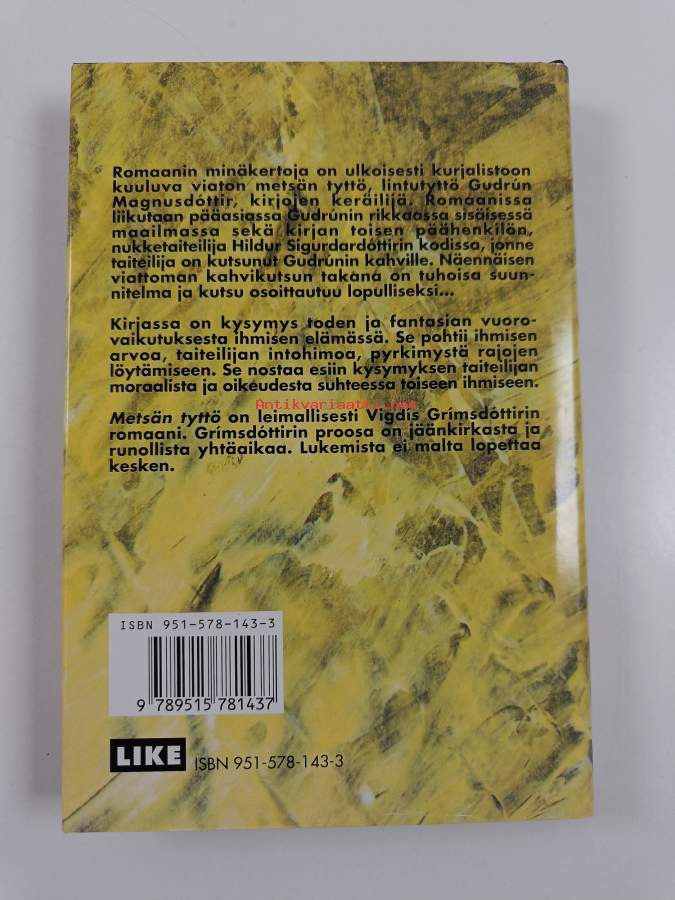 Romaanin minäkertoja on ulkoisesti kurjalistoon
kuuluva viaton metsän tyttö, lintutyttö Gudrún
Magnusdóttir, kirjojen keräilijä. Romaanissa
liikutaan pääasiassa Gudrúnin rikkaassa sisäisessä
maailmassa sekä kirjan toisen päähenkilön,
nukketaiteilija Hildur Sigurdardóttirin kodissa, jonne
taiteilija on kutsunut Gudrúnin kahville. Näennäisen
viattoman kahvikutsun takana on tuhoisa suun-
nitelma ja kutsu osoittautuu lopulliseksi...
Kirjassa on kysymys toden ja fantasian vuoro-
vaikutuksesta ihmisen elämässä. Se pohtii ihmisen
arvoa, taiteilijan intohimoa, pyrkimystä rajojen
löytämiseen. Se nostaa esiin kysymyksen taiteilijan
moraalista ja oikeudesta suhteessa toiseen ihmiseen.
Antikvariaatti.net
Metsän tyttö on leimallisesti Vigdís Grímsdóttirin
romaani. Grímsdóttirin proosa on jäänkirkasta ja
runollista yhtäaikaa. Lukemista ei malta lopettaa
kesken.
ISBN 951-578-143-3
9 789515 781437
LIKE ISBN 951-578-143-3